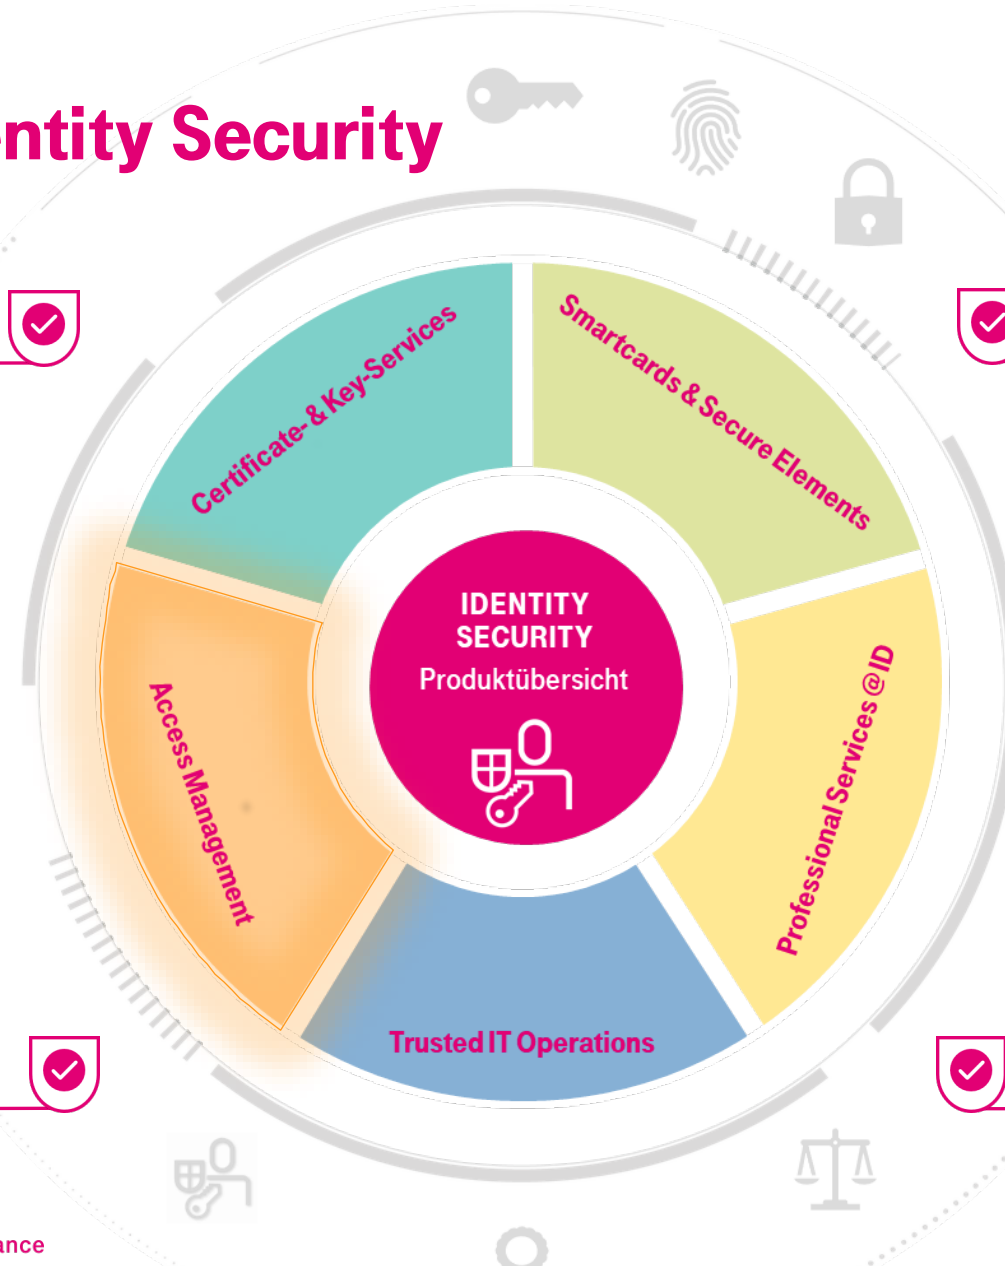 ntity Security
Certificate- & Key-Services
Smartcards & Secure Elements
IDENTITY
SECURITY
Produktübersicht
Access Management
Professional Services @ ID
Trusted IT Operations
ance